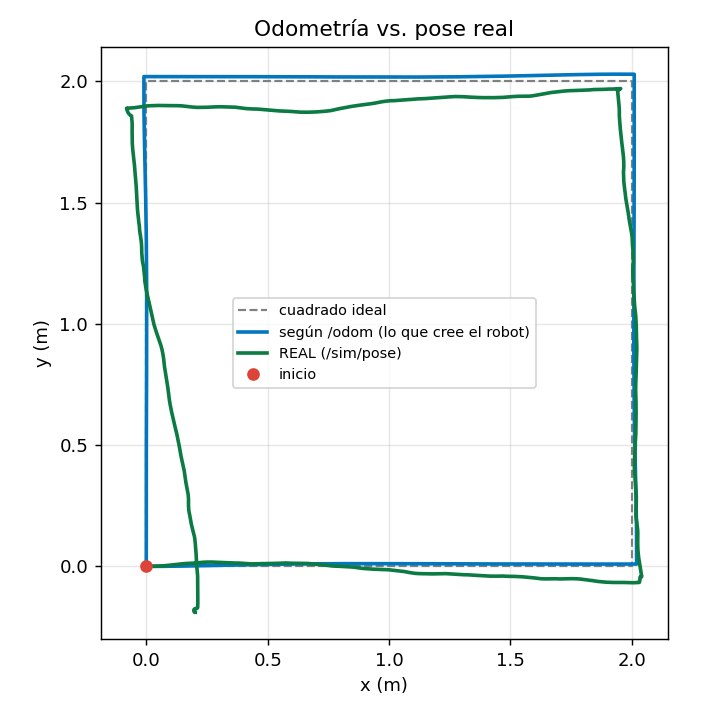 Odometría vs. pose real
y (m)
2.0
1.5
1.0
0.5
0.0
cuadrado ideal
según /odom (lo que cree el robot)
REAL (/sim/pose)
inicio
0.0 0.5 1.0 1.5 2.0
x (m)